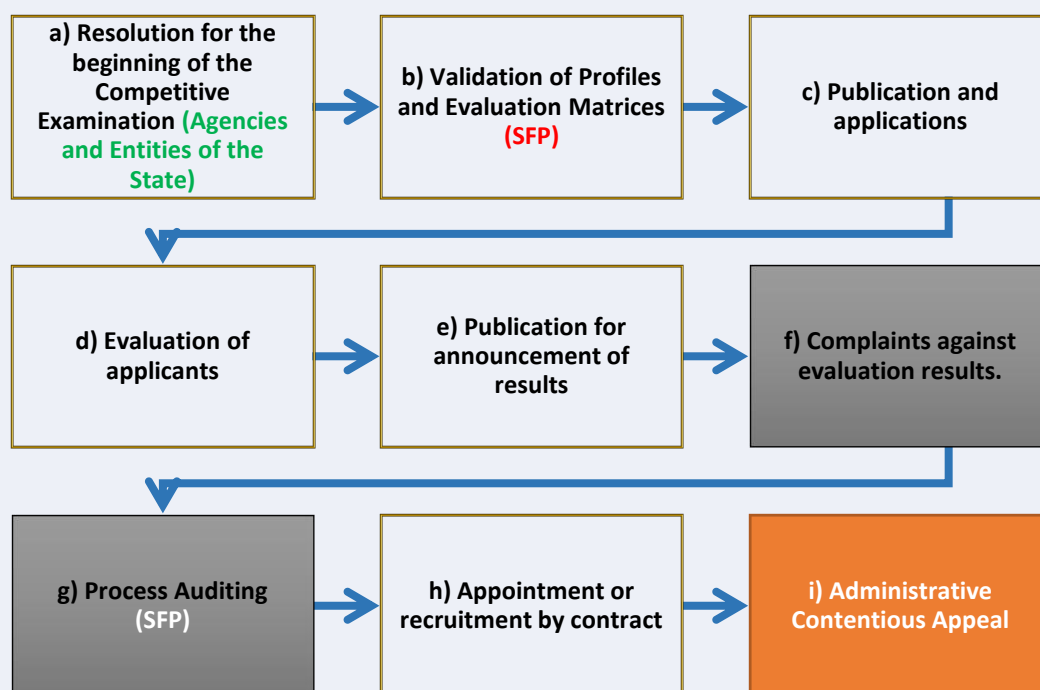 a) Resolution for the
beginning of the
Competitive
Examination (Agencies
and Entities of the
State)
b) Validation of Profiles
and Evaluation Matrices
(SFP)
c) Publication and
applications
d) Evaluation of
applicants
e) Publication for
announcement of
results
f) Complaints against
evaluation results.
g) Process Auditing
(SFP)
h) Appointment or
recruitment by contract
i) Administrative
Contentious Appeal